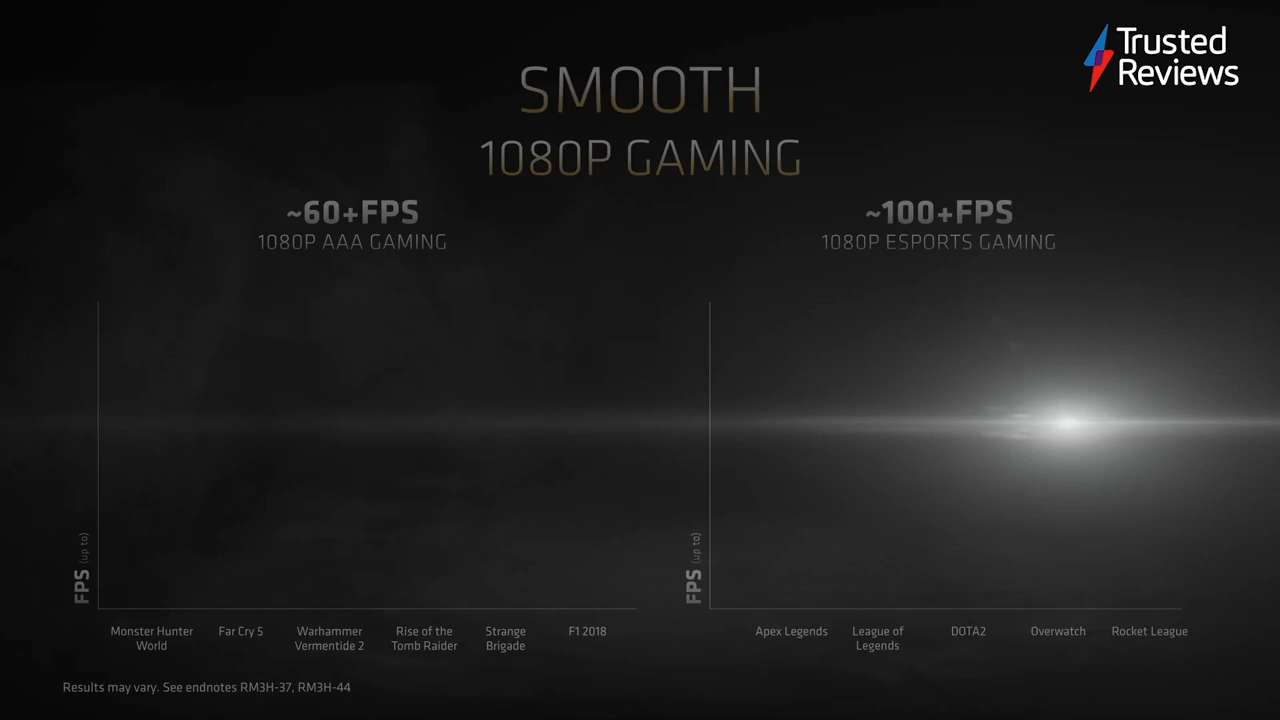 Trusted
Reviews
SMOOTH
1080P GAMING
~60+FPS
1080P AAA GAMING
~100+FPS
1080P ESPORTS GAMING
FPS (up to)
Monster Hunter
World
Far Cry 5
Warhammer
Vermentide 2
Rise of the
Tomb Raider
Strange
Brigade
F1 2018
FPS (up to)
Apex Legends
League of
Legends
DOTA2
Overwatch
Rocket League
Results may vary. See endnotes RM3H-37, RM3H-44